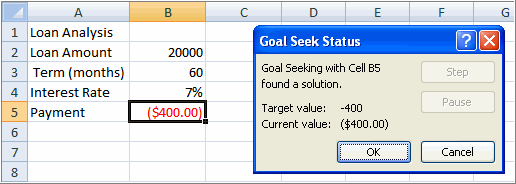 A B C D E F G
1 Loan Analysis
2 Loan Amount 20000
3 Term (months) 60
4 Interest Rate 7%
5 Payment ($400.00)
6
7
8
Goal Seek Status
?
Goal Seeking with Cell B5
found a solution.
Step
Pause
Target value: -400
Current value: ($400.00)
OK Cancel